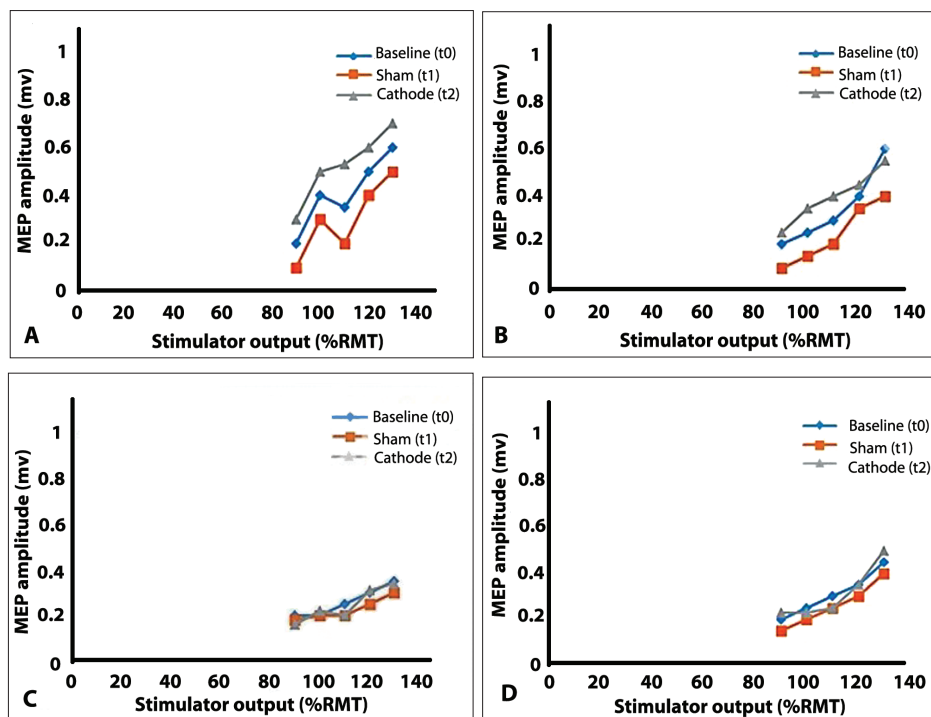 1
0.8
0.6
0.4
0.2
0
MEP amplitude (mv)
Baseline (t0)
Sham (t1)
Cathode (t2)
0 20 40 60 80 100 120 140
A
Stimulator output (%RMT)
1
0.8
0.6
0.4
0.2
0
MEP amplitude (mv)
Baseline (t0)
Sham (t1)
Cathode (t2)
0 20 40 60 80 100 120 140
B
Stimulator output (%RMT)
1
0.8
0.6
0.4
0.2
0
MEP amplitude (mv)
Baseline (t0)
Sham (t1)
Cathode (t2)
0 20 40 60 80 100 120 140
C
Stimulator output (%RMT)
1
0.8
0.6
0.4
0.2
0
MEP amplitude (mv)
Baseline (t0)
Sham (t1)
Cathode (t2)
0 20 40 60 80 100 120 140
D
Stimulator output (%RMT)